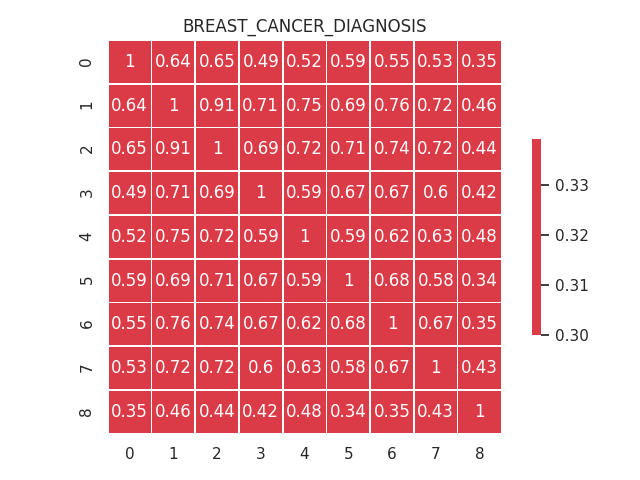 BREAST_CANCER_DIAGNOSIS
0 1 0.64 0.65 0.49 0.52 0.59 0.55 0.53 0.35
1 0.64 1 0.91 0.71 0.75 0.69 0.76 0.72 0.46
2 0.65 0.91 1 0.69 0.72 0.71 0.74 0.72 0.44
3 0.49 0.71 0.69 1 0.59 0.67 0.67 0.6 0.42
4 0.52 0.75 0.72 0.59 1 0.59 0.62 0.63 0.48
5 0.59 0.69 0.71 0.67 0.59 1 0.68 0.58 0.34
6 0.55 0.76 0.74 0.67 0.62 0.68 1 0.67 0.35
7 0.53 0.72 0.72 0.6 0.63 0.58 0.67 1 0.43
8 0.35 0.46 0.44 0.42 0.48 0.34 0.35 0.43 1
0 1 2 3 4 5 6 7 8
0.33
0.32
0.31
0.30